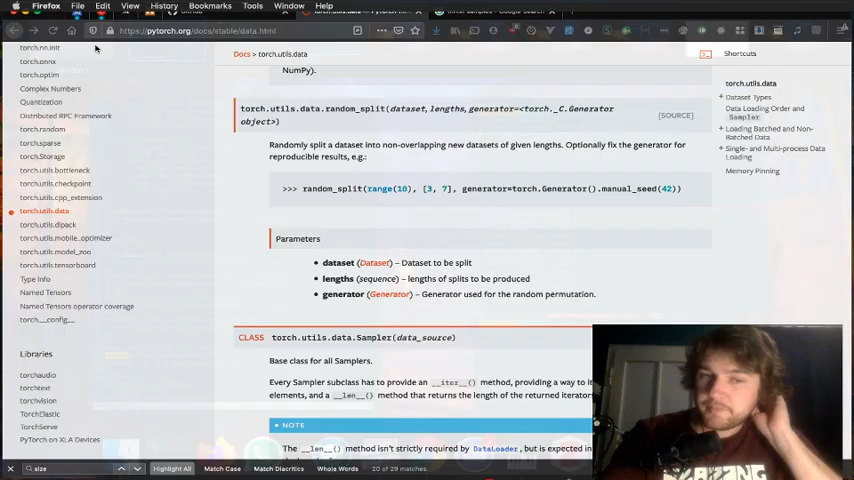 Firefox File Edit View History Bookmarks Tools Window Help
https://pytorch.org/docs/stable/data.html
torch.nn.init
torch.onnx
torch.optim
Complex Numbers
Quantization
Distributed RPC Framework
torch.random
torch.sparse
torch.Storage
torch.utils.bottleneck
torch.utils.checkpoint
torch.utils.cpp_extension
torch.utils.data
torch.utils.dlpack
torch.utils.mobile_optimizer
torch.utils.model_zoo
torch.utils.tensorboard
Type Info
Named Tensors
Named Tensors operator coverage
torch.__config__
Libraries
torchaudio
torchtext
torchvision
TorchElastic
TorchServe
PyTorch on XLA Devices
Docs > torch.utils.data
NumPy).
torch.utils.data.random_split(dataset, lengths, generator=<torch._C.Generator
object>)
[SOURCE]
Randomly split a dataset into non-overlapping new datasets of given lengths. Optionally fix the generator for
reproducible results, e.g.:
>>> random_split(range(10), [3, 7], generator=torch.Generator().manual_seed(42))
Parameters
• dataset (Dataset) – Dataset to be split
• lengths (sequence) – lengths of splits to be produced
• generator (Generator) – Generator used for the random permutation.
CLASS torch.utils.data.Sampler(data_source)
Base class for all Samplers.
Every Sampler subclass has to provide an __iter__() method, providing a way to it
elements, and a __len__() method that returns the length of the returned iterators
NOTE
The __len__() method isn't strictly required by DataLoader, but is expected in
Shortcuts
torch.utils.data
+ Dataset Types
Data Loading Order and
Sampler
+ Loading Batched and Non-
Batched Data
+ Single- and Multi-process Data
Loading
Memory Pinning
size
Highlight All Match Case Match Diacritics Whole Words 20 of 29 matches